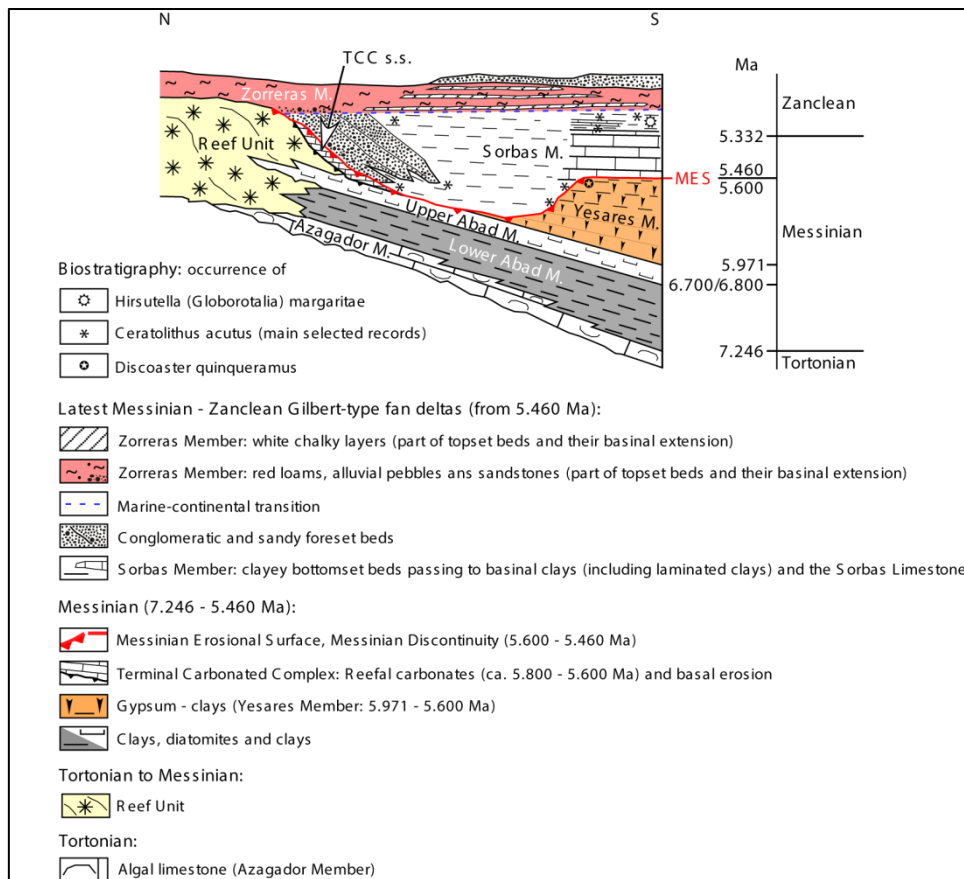 N
S
TCC s.s.
Ma
Zorreras M.
Zanclean
Reef Unit
Sorbas M.
5.332
5.460
MES
5.600
Yesares M.
Upper Abad M.
Messinian
Azagador M.
Lower Abad M.
5.971
6.700/6.800
7.246
Tortonian
Biostratigraphy: occurrence of
Hirsutella (Globorotalia) margaritae
Ceratolithus acutus (main selected records)
Discoaster quinqueramus
Latest Messinian - Zanclean Gilbert-type fan deltas (from 5.460 Ma):
Zorreras Member: white chalky layers (part of topset beds and their basinal extension)
Zorreras Member: red loams, alluvial pebbles ans sandstones (part of topset beds and their basinal extension)
Marine-continental transition
Conglomeratic and sandy foreset beds
Sorbas Member: clayey bottomset beds passing to basinal clays (including laminated clays) and the Sorbas Limestone
Messinian (7.246 - 5.460 Ma):
Messinian Erosional Surface, Messinian Discontinuity (5.600 - 5.460 Ma)
Terminal Carbonated Complex: Reefal carbonates (ca. 5.800 - 5.600 Ma) and basal erosion
Gypsum - clays (Yesares Member: 5.971 - 5.600 Ma)
Clays, diatomites and clays
Tortonian to Messinian:
Reef Unit
Tortonian:
Algal limestone (Azagador Member)